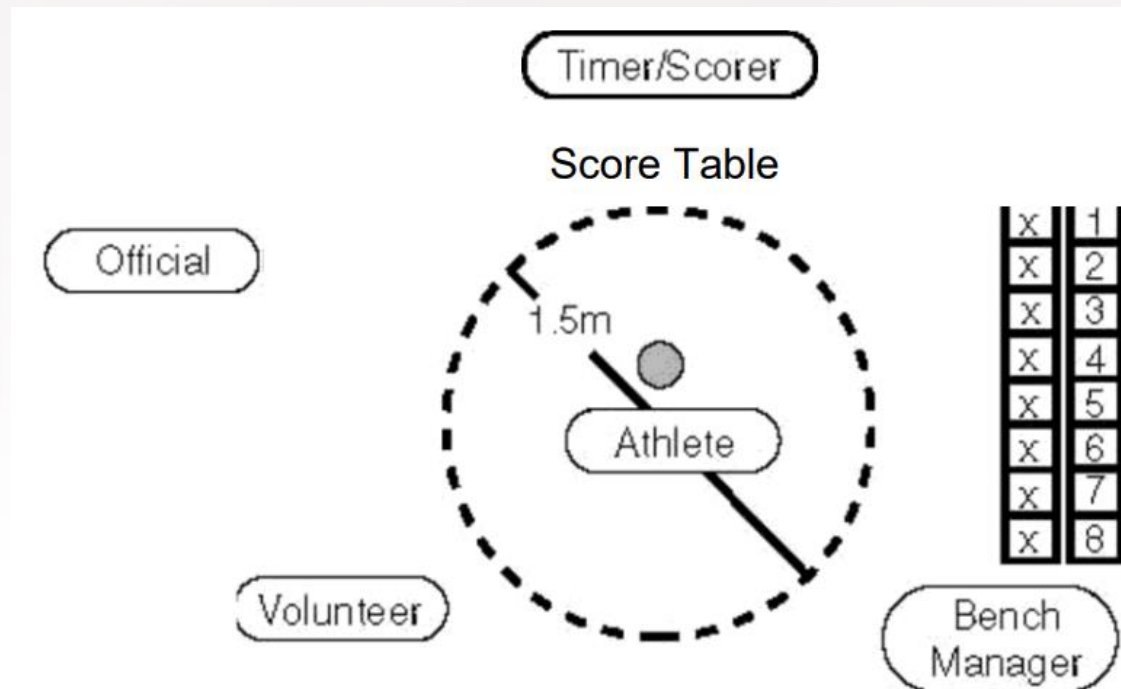 Timer/Scorer
Score Table
Official
1.5m
Athlete
x 1
x 2
x 3
x 4
x 5
x 6
x 7
x 8
Volunteer
Bench
Manager